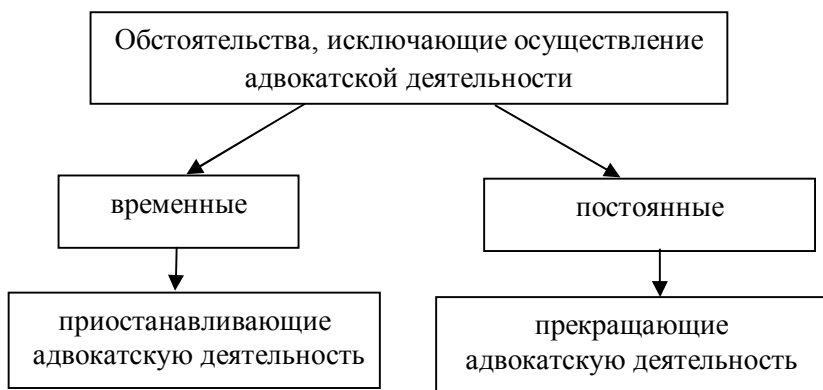 Обстоятельства, исключающие осуществление
адвокатской деятельности
временные
постоянные
приостанавливающие
адвокатскую деятельность
прекращающие
адвокатскую деятельность